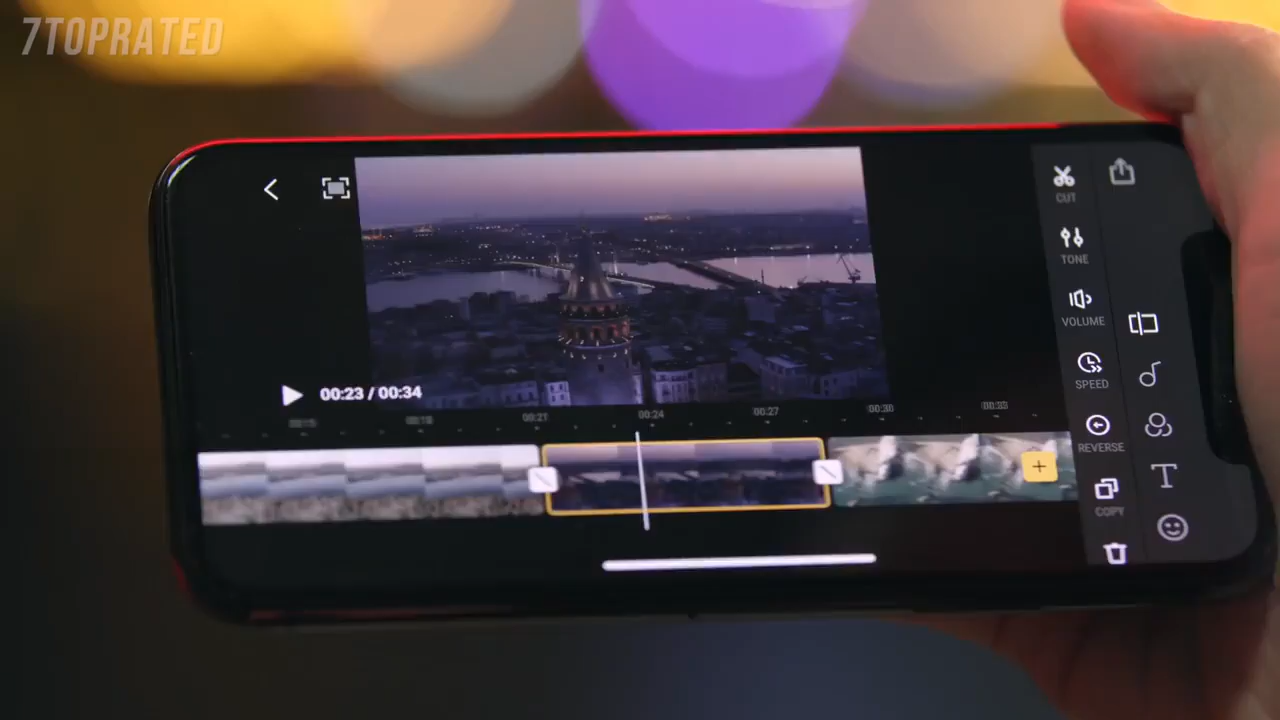 7TOPRATED
CUT
TONE
VOLUME
SPEED
REVERSE
COPY
00:23 / 00:34
00:21
00:24
00:27
00:30
00:33
T